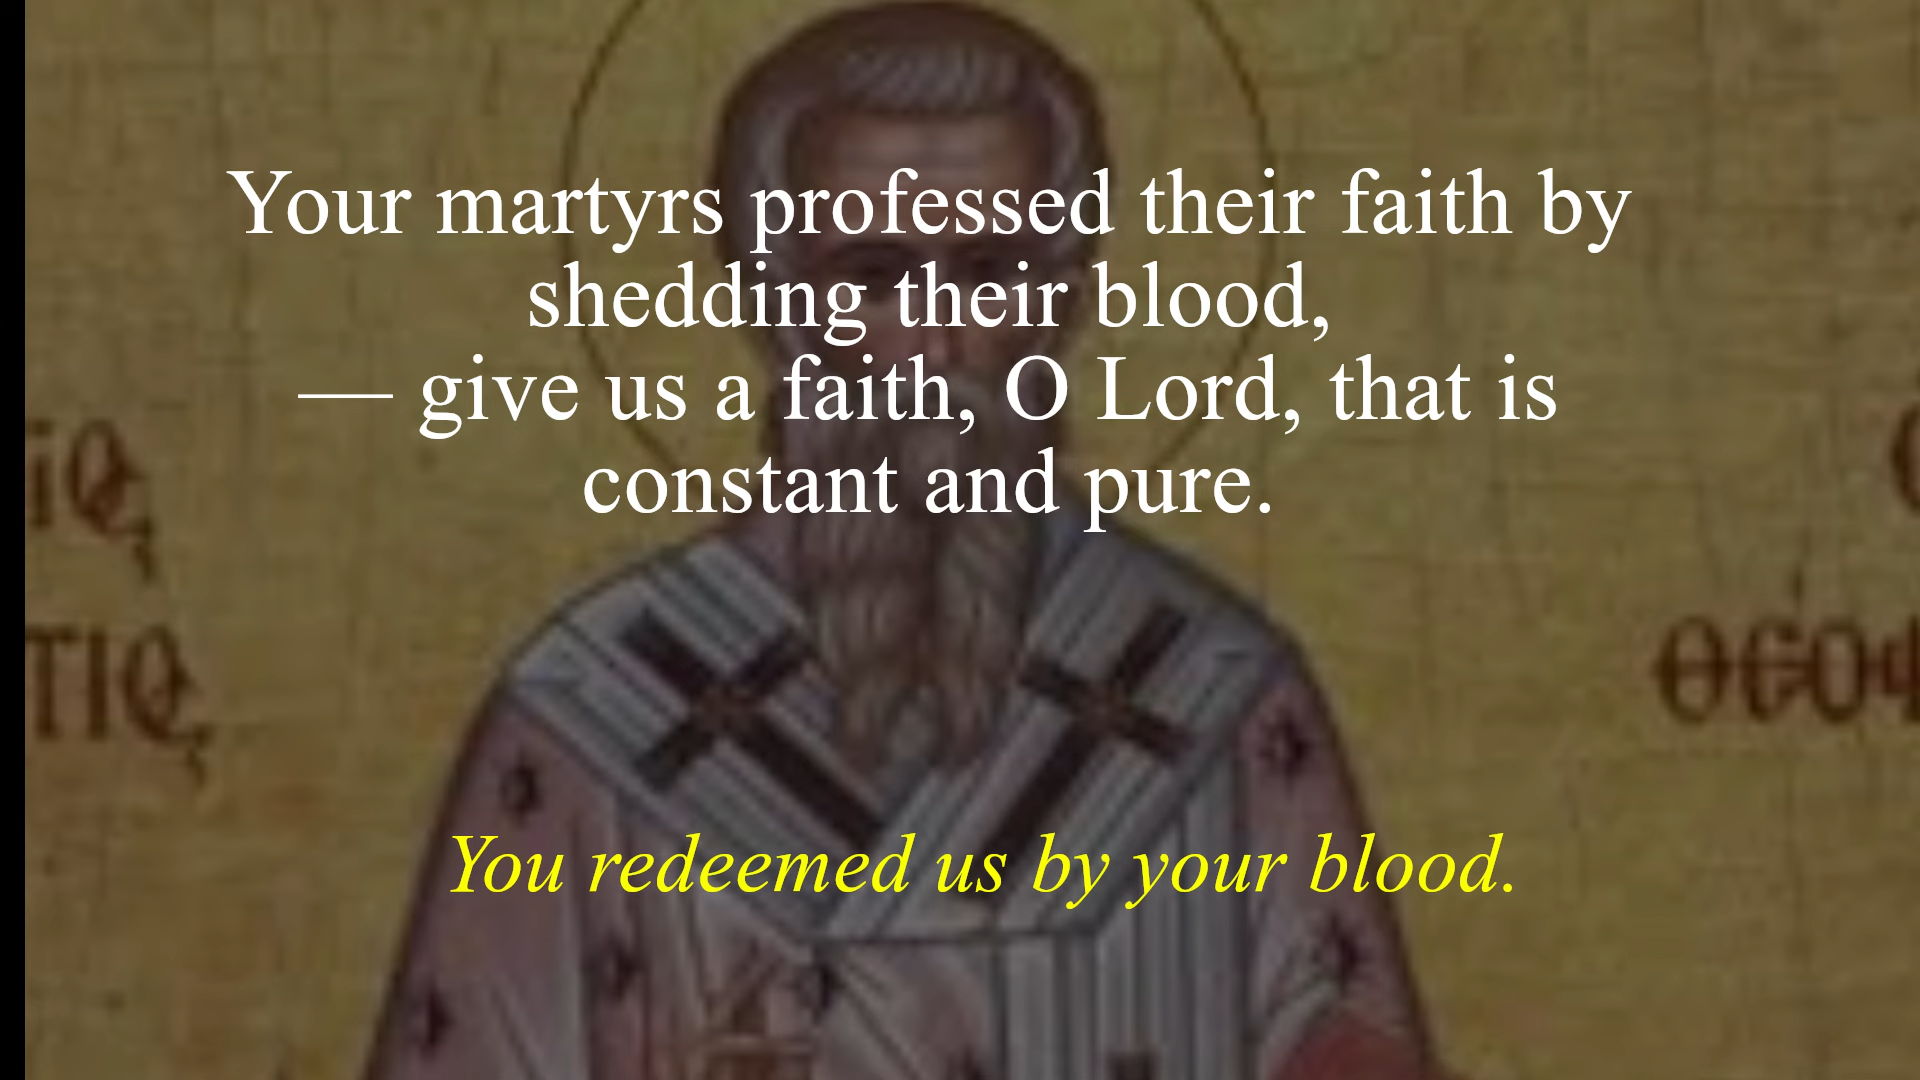 Your martyrs professed their faith by
shedding their blood,
— give us a faith, O Lord, that is
constant and pure.
ΘΕΟΦ
You redeemed us by your blood.